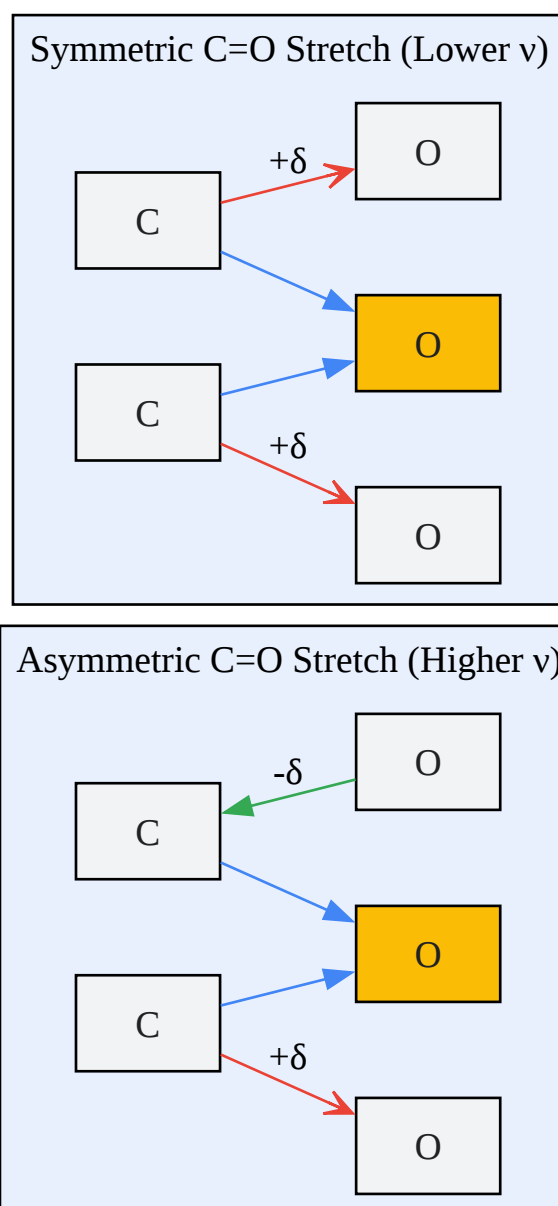 Symmetric C=O Stretch (Lower ν)
O
+δ
C
O
C
+δ
O
Asymmetric C=O Stretch (Higher ν)
O
-δ
C
O
C
+δ
O